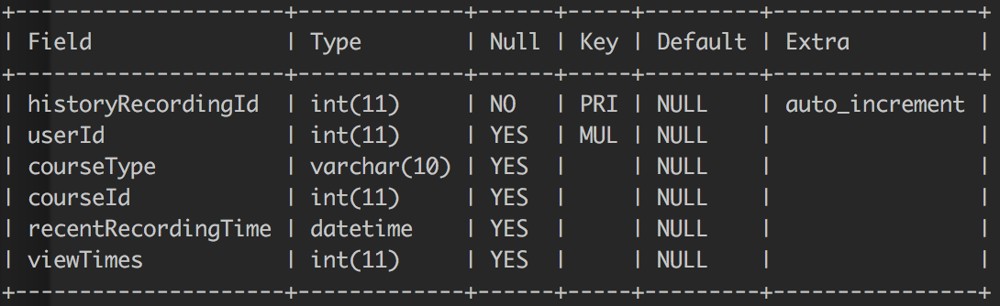 +---------------------+-------------+------+-----+---------+----------------+
| Field               | Type        | Null | Key | Default | Extra          |
+---------------------+-------------+------+-----+---------+----------------+
| historyRecordingId  | int(11)     | NO   | PRI | NULL    | auto_increment |
| userId              | int(11)     | YES  | MUL | NULL    |                |
| courseType          | varchar(10) | YES  |     | NULL    |                |
| courseId            | int(11)     | YES  |     | NULL    |                |
| recentRecordingTime | datetime    | YES  |     | NULL    |                |
| viewTimes           | int(11)     | YES  |     | NULL    |                |
+---------------------+-------------+------+-----+---------+----------------+